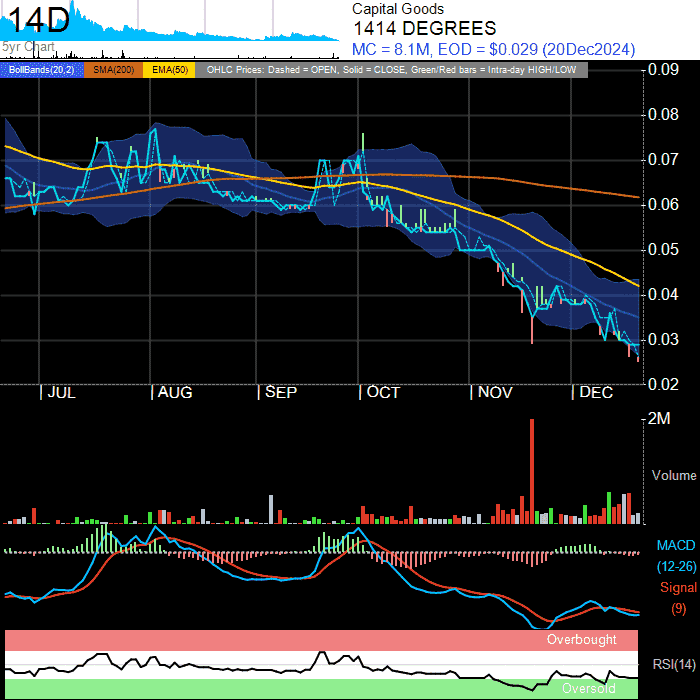 14D
Capital Goods
1414 DEGREES
5yr Chart
MC = 8.1M, EOD = $0.029 (20Dec2024)
BollBands(20,2) SMA(200) EMA(50) OHLC Prices: Dashed = OPEN, Solid = CLOSE, Green/Red bars = Intra-day HIGH/LOW
0.09
0.08
0.07
0.06
0.05
0.04
0.03
0.02
JUL AUG SEP OCT NOV DEC
2M
Volume
MACD
(12-26)
Signal
(9)
Overbought
RSI(14)
Oversold